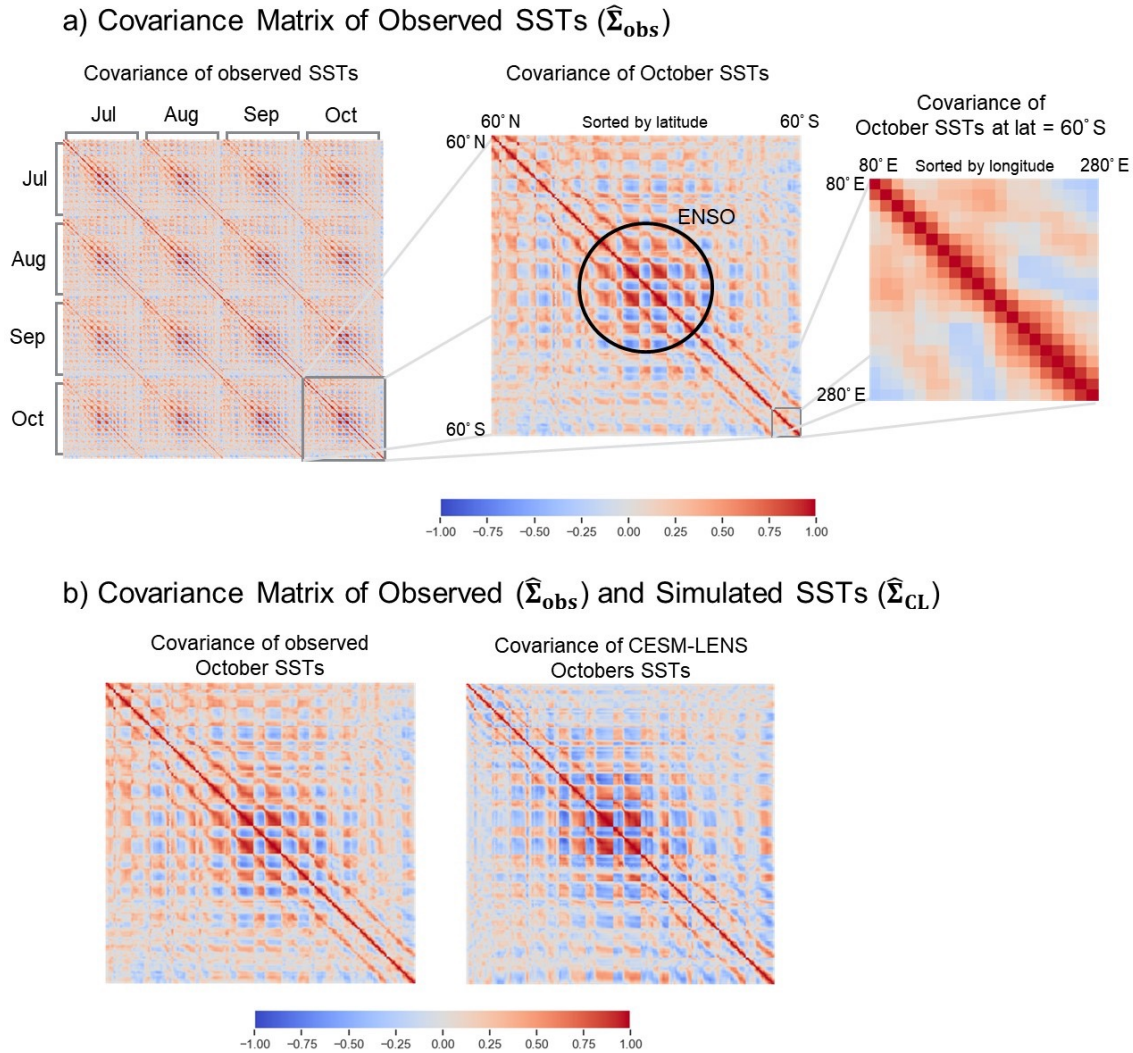 a) Covariance Matrix of Observed SSTs (Σ̂obs)
Covariance of observed SSTs
Jul Aug Sep Oct
Jul
Aug
Sep
Oct
Covariance of October SSTs
60° N Sorted by latitude 60° S
60° N
ENSO
60° S
Covariance of
October SSTs at lat = 60° S
80° E Sorted by longitude 280° E
80° E
280° E
−1.00 −0.75 −0.50 −0.25 0.00 0.25 0.50 0.75 1.00
b) Covariance Matrix of Observed (Σ̂obs) and Simulated SSTs (Σ̂CL)
Covariance of observed
October SSTs
Covariance of CESM-LENS
Octobers SSTs
−1.00 −0.75 −0.50 −0.25 0.00 0.25 0.50 0.75 1.00